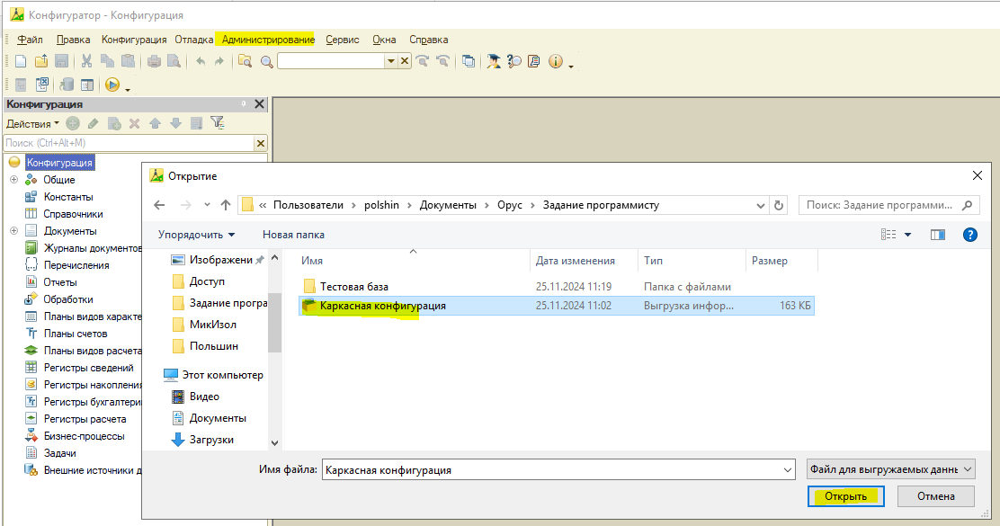 Конфигуратор - Конфигурация
Файл Правка Конфигурация Отладка Администрирование Сервис Окна Справка
Конфигурация
Действия
Поиск (Ctrl+Alt+M)
Конфигурация
Общие
Константы
Справочники
Документы
Журналы документов
Перечисления
Отчеты
Обработки
Планы видов характе
Планы счетов
Планы видов расчета
Регистры сведений
Регистры накопления
Регистры бухгалтери
Регистры расчета
Бизнес-процессы
Задачи
Внешние источники д
Открытие
« Пользователи › polshin › Документы › Орус › Задание программисту
Поиск: Задание программи...
Упорядочить Новая папка
Изображени
Доступ
Задание програ
МикИзол
Польшин
Этот компьютер
Видео
Документы
Загрузки
Имя Дата изменения Тип Размер
Тестовая база 25.11.2024 11:19 Папка с файлами
Каркасная конфигурация 25.11.2024 11:02 Выгрузка инфор... 163 КБ
Имя файла: Каркасная конфигурация Файл для выгружаемых даннь
Открыть Отмена